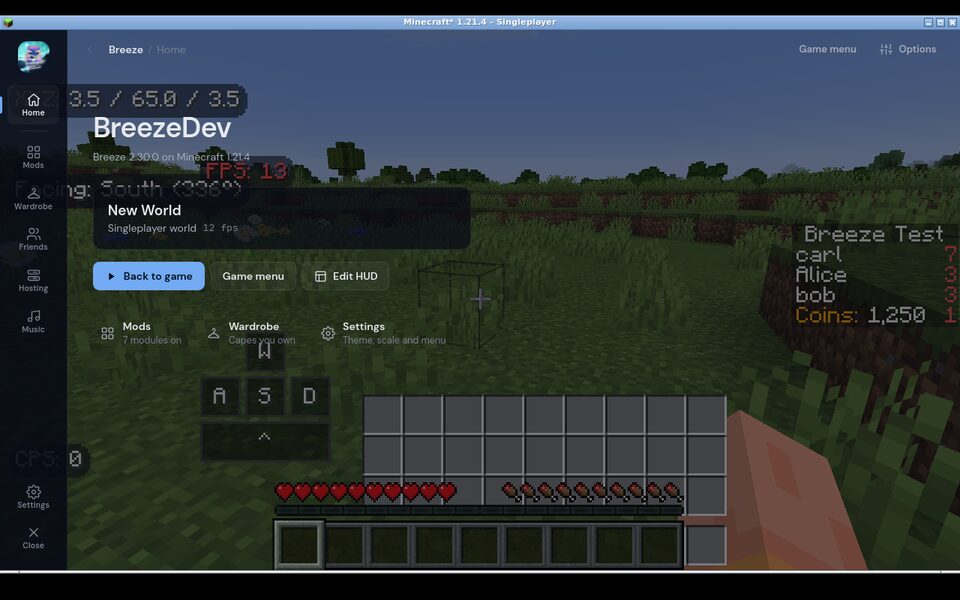 Minecraft* 1.21.4 - Singleplayer
Breeze / Home
Game menu
Options
3.5 / 65.0 / 3.5
Home
BreezeDev
Breeze 2.30.0 on Minecraft 1.21.4
FPS: 13
Mods
Facing: South (336°)
Wardrobe
New World
Singleplayer world 12 fps
Friends
Breeze Test
carl 7
Alice 3
bob 3
Coins: 1,250 1
Hosting
Back to game
Game menu
Edit HUD
Music
Mods
7 modules on
Wardrobe
Capes you own
Settings
Theme, scale and menu
W
A S D
^
CPS: 0
Settings
Close